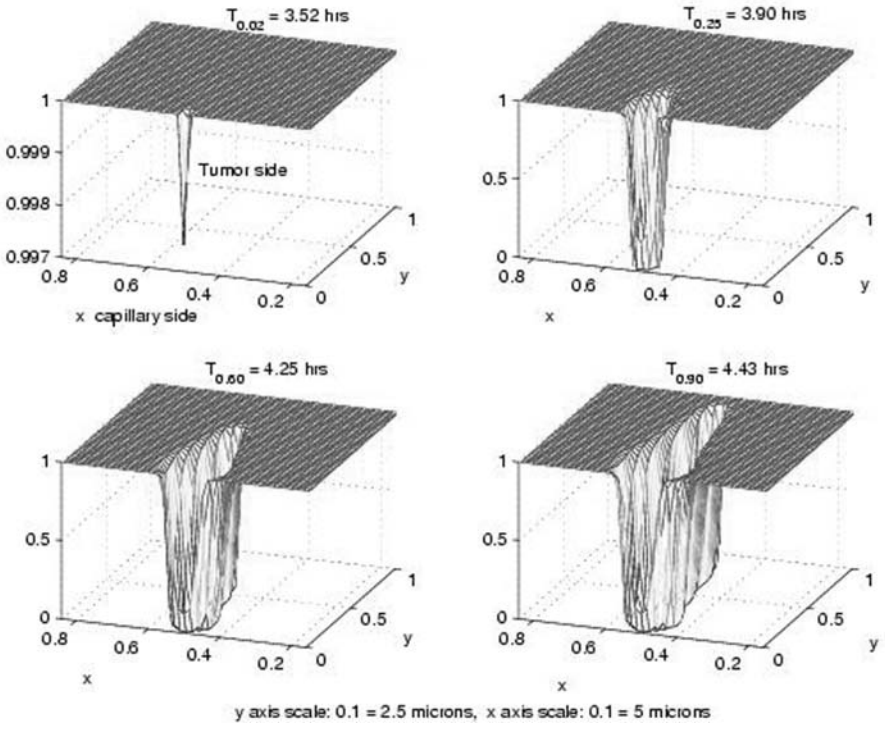 T0.02 = 3.52 hrs
1
0.999
0.998
0.997
0.8
0.6
0.4
0.2
0
0.5
1
Tumor side
y
x capillary side
T0.25 = 3.90 hrs
1
0.5
0
0.8
0.6
0.4
0.2
0
0.5
1
y
x
T0.60 = 4.25 hrs
1
0.5
0
0.8
0.6
0.4
0.2
0
0.5
1
y
x
T0.90 = 4.43 hrs
1
0.5
0
0.8
0.6
0.4
0.2
0
0.5
1
y
x
y axis scale: 0.1 = 2.5 microns, x axis scale: 0.1 = 5 microns